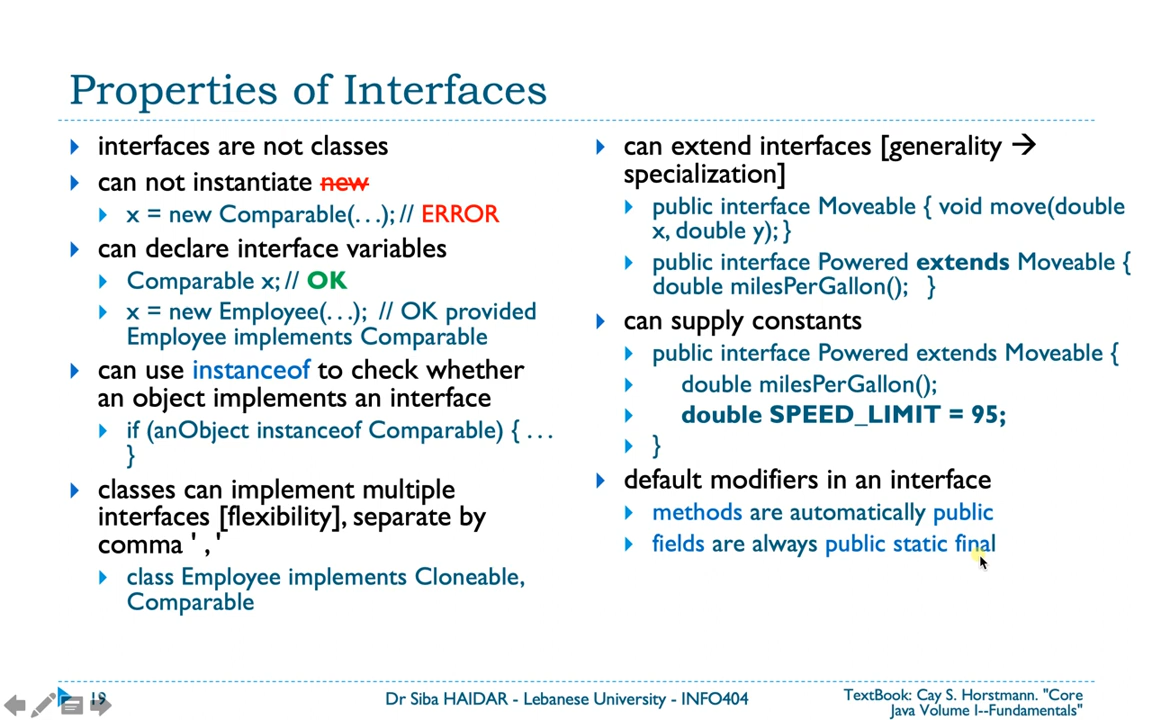 Properties of Interfaces
interfaces are not classes
can not instantiate new
x = new Comparable(. . .); // ERROR
can declare interface variables
Comparable x; // OK
x = new Employee(. . .);  // OK provided
Employee implements Comparable
can use instanceof to check whether
an object implements an interface
if (anObject instanceof Comparable) { . . .
}
classes can implement multiple
interfaces [flexibility], separate by
comma ' , '
class Employee implements Cloneable,
Comparable
can extend interfaces [generality →
specialization]
public interface Moveable { void move(double
x, double y); }
public interface Powered extends Moveable {
double milesPerGallon();   }
can supply constants
public interface Powered extends Moveable {
double milesPerGallon();
double SPEED_LIMIT = 95;
}
default modifiers in an interface
methods are automatically public
fields are always public static final
19
Dr Siba HAIDAR - Lebanese University - INFO404
TextBook: Cay S. Horstmann. "Core
Java Volume I--Fundamentals"